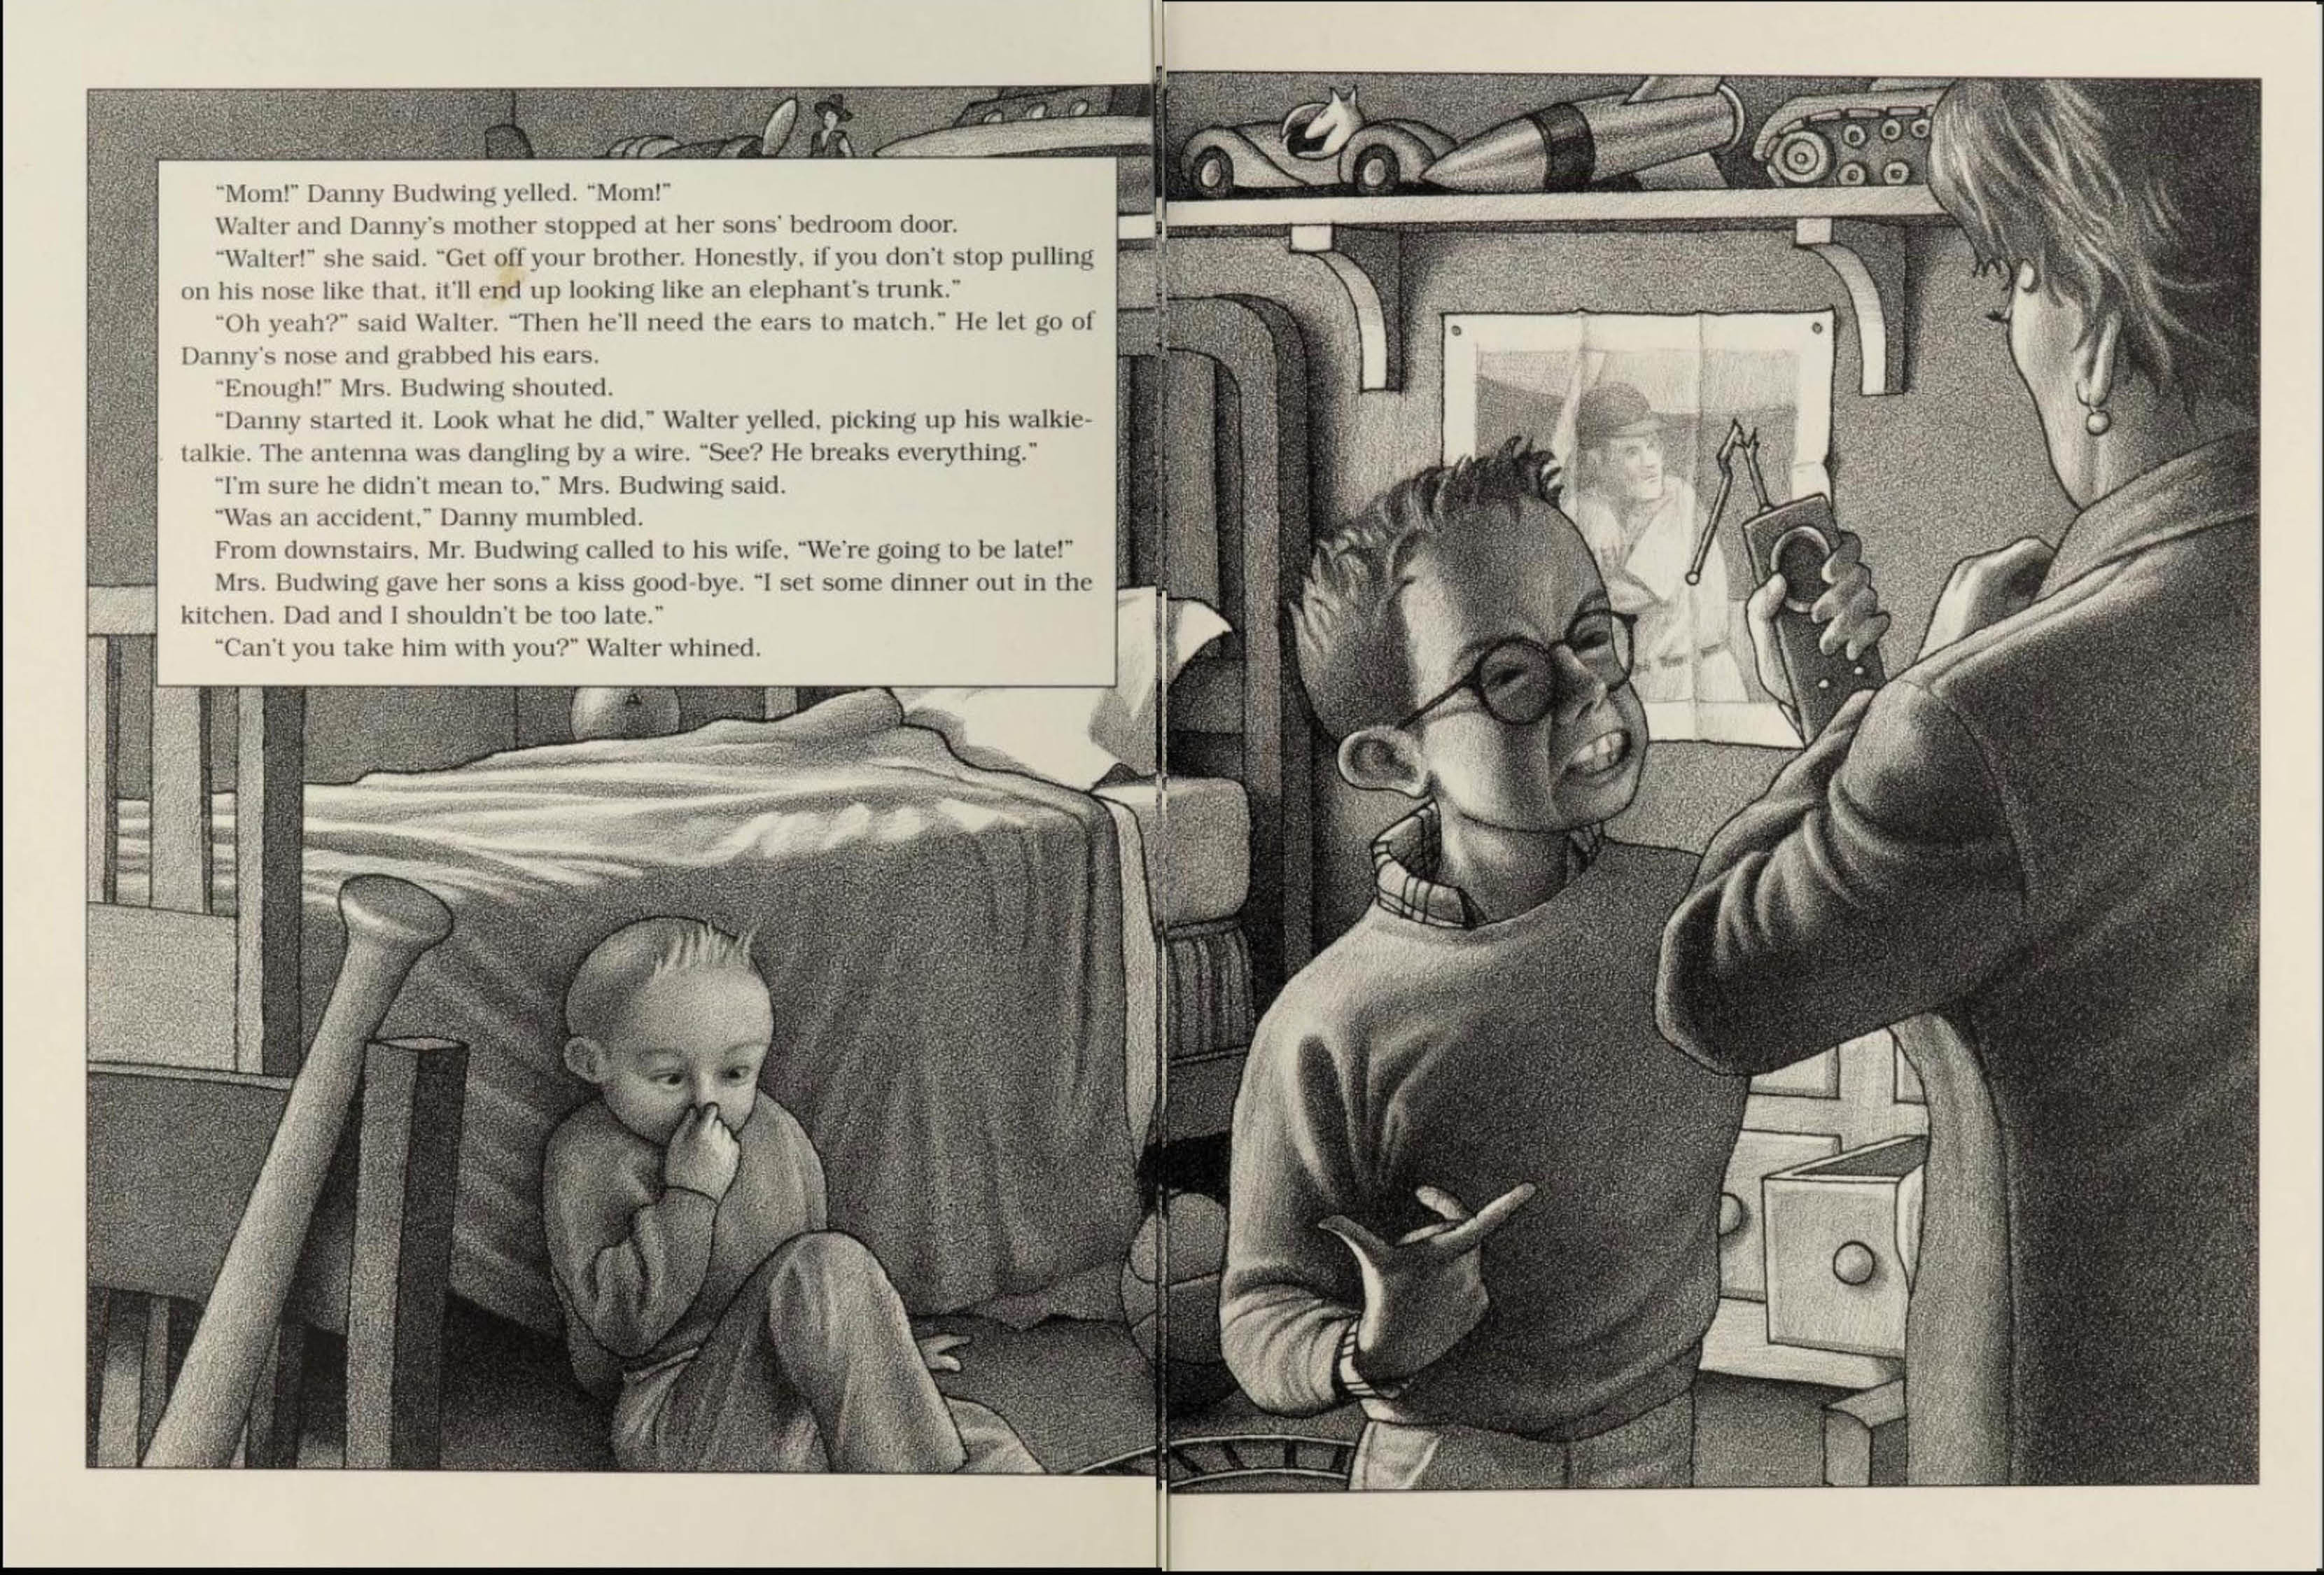 “Mom!” Danny Budwing yelled. “Mom!”
Walter and Danny’s mother stopped at her sons’ bedroom door.
“Walter!” she said. “Get off your brother. Honestly, if you don’t stop pulling
on his nose like that, it’ll end up looking like an elephant’s trunk.”
“Oh yeah?” said Walter. “Then he’ll need the ears to match.” He let go of
Danny’s nose and grabbed his ears.
“Enough!” Mrs. Budwing shouted.
“Danny started it. Look what he did,” Walter yelled, picking up his walkie-
talkie. The antenna was dangling by a wire. “See? He breaks everything.”
“I’m sure he didn’t mean to,” Mrs. Budwing said.
“Was an accident,” Danny mumbled.
From downstairs, Mr. Budwing called to his wife, “We’re going to be late!”
Mrs. Budwing gave her sons a kiss good-bye. “I set some dinner out in the
kitchen. Dad and I shouldn’t be too late.”
“Can’t you take him with you?” Walter whined.